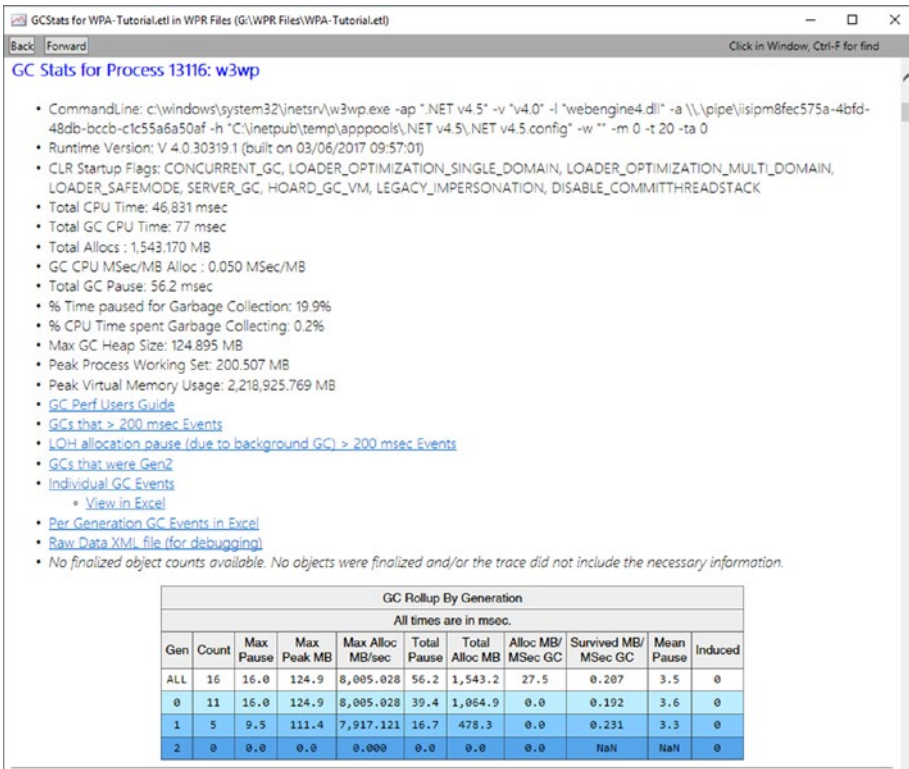 GCStats for WPA-Tutorial.etl in WPR Files (G:\WPR Files\WPA-Tutorial.etl)
Back Forward Click in Window, Ctrl-F for find
GC Stats for Process 13116: w3wp
• CommandLine: c:\windows\system32\inetsrv\w3wp.exe -ap ".NET v4.5" -v "v4.0" -l "webengine4.dll" -a \\.\pipe\iisipm8fec575a-4bfd-
48db-bccb-c1c55a6a50af -h "C:\inetpub\temp\apppools\.NET v4.5\.NET v4.5.config" -w "" -m 0 -t 20 -ta 0
• Runtime Version: V 4.0.30319.1 (built on 03/06/2017 09:57:01)
• CLR Startup Flags: CONCURRENT_GC, LOADER_OPTIMIZATION_SINGLE_DOMAIN, LOADER_OPTIMIZATION_MULTI_DOMAIN,
LOADER_SAFEMODE, SERVER_GC, HOARD_GC_VM, LEGACY_IMPERSONATION, DISABLE_COMMITTHREADSTACK
• Total CPU Time: 46,831 msec
• Total GC CPU Time: 77 msec
• Total Allocs : 1,543.170 MB
• GC CPU MSec/MB Alloc : 0.050 MSec/MB
• Total GC Pause: 56.2 msec
• % Time paused for Garbage Collection: 19.9%
• % CPU Time spent Garbage Collecting: 0.2%
• Max GC Heap Size: 124.895 MB
• Peak Process Working Set: 200.507 MB
• Peak Virtual Memory Usage: 2,218,925.769 MB
• GC Perf Users Guide
• GCs that > 200 msec Events
• LOH allocation pause (due to background GC) > 200 msec Events
• GCs that were Gen2
• Individual GC Events
◦ View in Excel
• Per Generation GC Events in Excel
• Raw Data XML file (for debugging)
• No finalized object counts available. No objects were finalized and/or the trace did not include the necessary information.
GC Rollup By Generation
All times are in msec.
Gen Count Max Pause Max Peak MB Max Alloc MB/sec Total Pause Total Alloc MB Alloc MB/MSec GC Survived MB/MSec GC Mean Pause Induced
ALL 16 16.0 124.9 8,005.028 56.2 1,543.2 27.5 0.207 3.5 0
0 11 16.0 124.9 8,005.028 39.4 1,064.9 0.0 0.192 3.6 0
1 5 9.5 111.4 7,917.121 16.7 478.3 0.0 0.231 3.3 0
2 0 0.0 0.0 0.000 0.0 0.0 0.0 NaN NaN 0